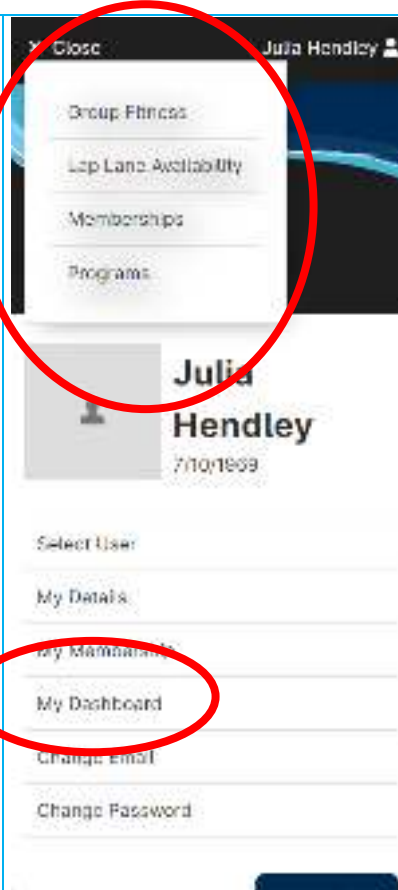 ✕ Close
Julia Hendley
Group Fitness
Lap Lane Availability
Memberships
Programs
Julia
Hendley
7/10/1969
Select User
My Details
My Membership
My Dashboard
Change Email
Change Password